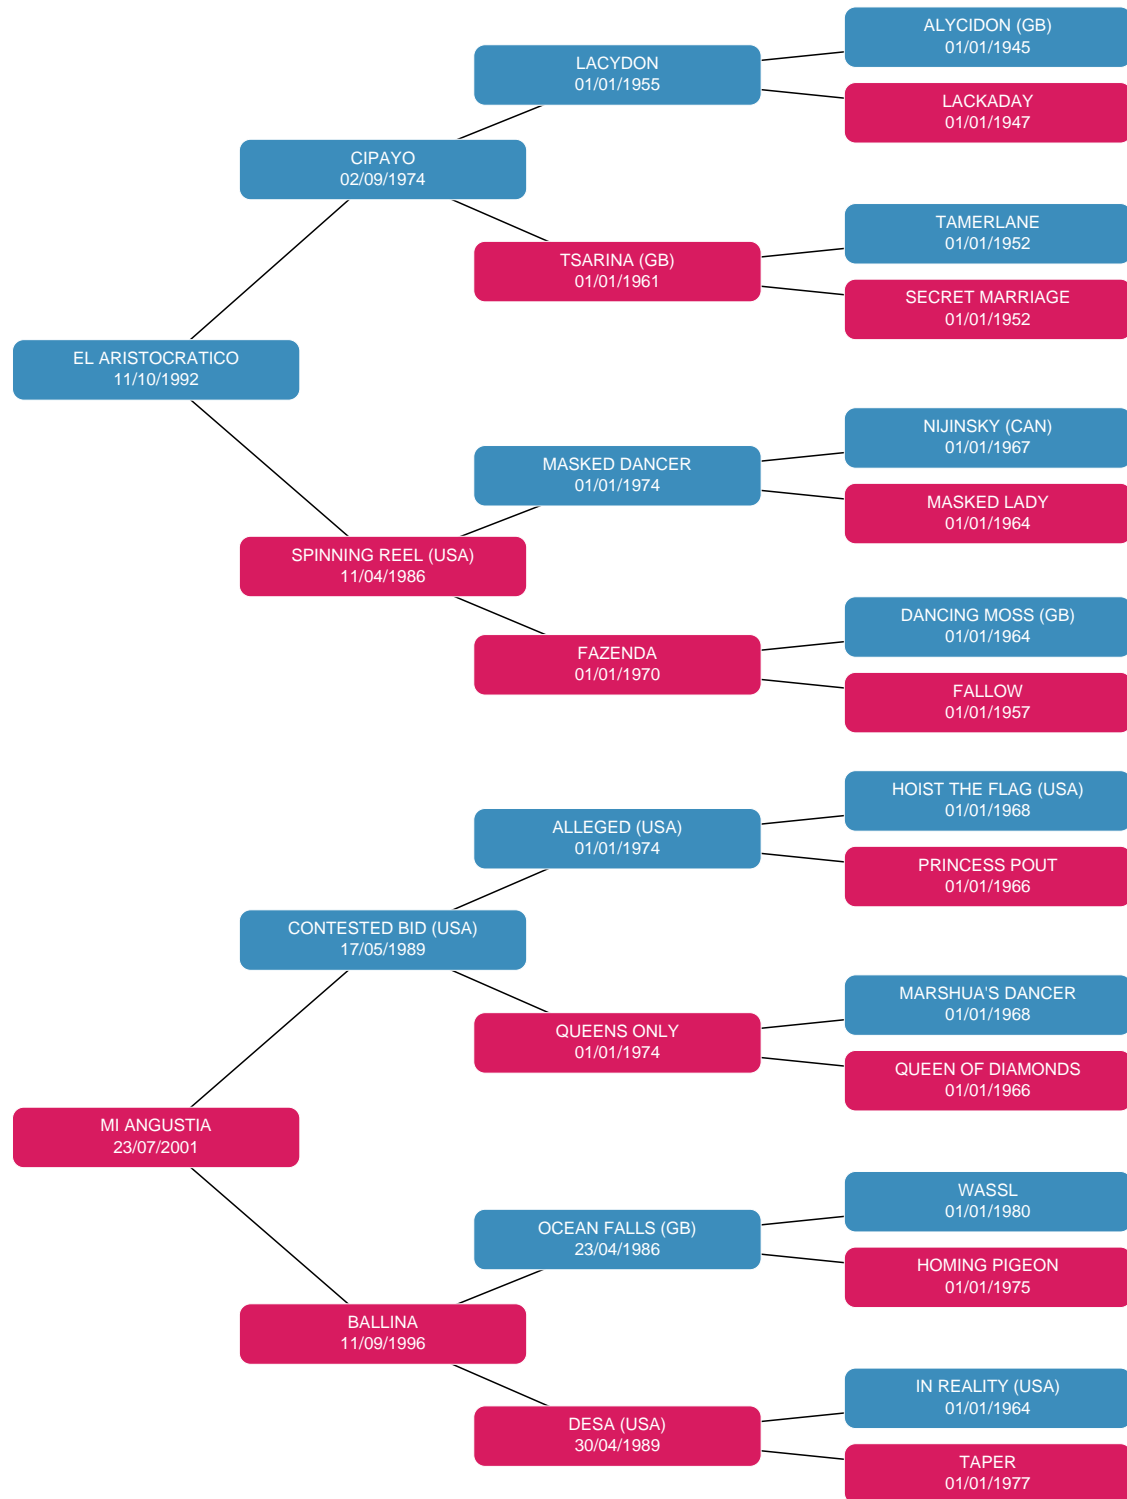 ALYCIDON (GB)
01/01/1945
LACYDON
01/01/1955
LACKADAY
01/01/1947
CIPAYO
02/09/1974
TAMERLANE
01/01/1952
TSARINA (GB)
01/01/1961
SECRET MARRIAGE
01/01/1952
EL ARISTOCRATICO
11/10/1992
NIJINSKY (CAN)
01/01/1967
MASKED DANCER
01/01/1974
MASKED LADY
01/01/1964
SPINNING REEL (USA)
11/04/1986
DANCING MOSS (GB)
01/01/1964
FAZENDA
01/01/1970
FALLOW
01/01/1957
HOIST THE FLAG (USA)
01/01/1968
ALLEGED (USA)
01/01/1974
PRINCESS POUT
01/01/1966
CONTESTED BID (USA)
17/05/1989
MARSHUA'S DANCER
01/01/1968
QUEENS ONLY
01/01/1974
QUEEN OF DIAMONDS
01/01/1966
MI ANGUSTIA
23/07/2001
WASSL
01/01/1980
OCEAN FALLS (GB)
23/04/1986
HOMING PIGEON
01/01/1975
BALLINA
11/09/1996
IN REALITY (USA)
01/01/1964
DESA (USA)
30/04/1989
TAPER
01/01/1977